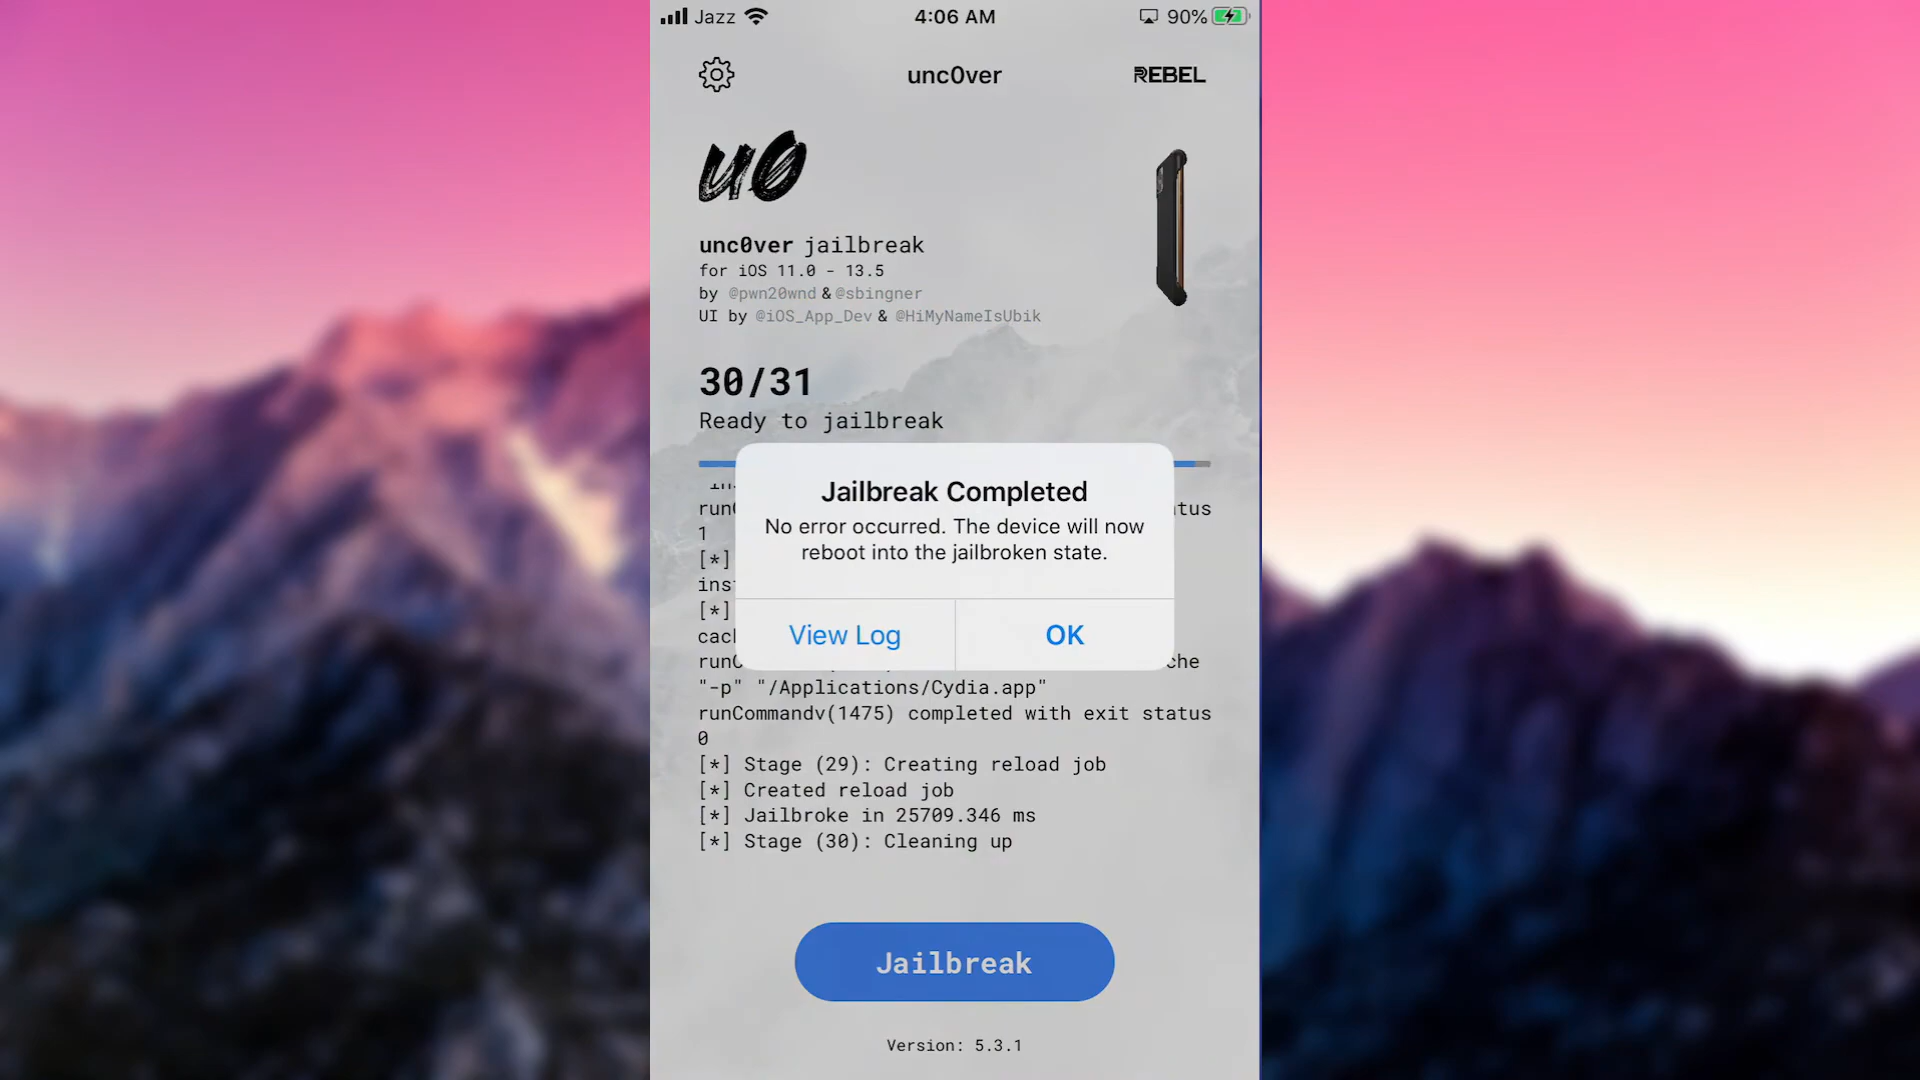 Jazz 4:06 AM 90%
unc0ver REBEL
u0
unc0ver jailbreak
for iOS 11.0 - 13.5
by @pwn20wnd & @sbingner
UI by @iOS_App_Dev & @HiMyNameIsUbik
30/31
Ready to jailbreak
Jailbreak Completed
No error occurred. The device will now
reboot into the jailbroken state.
View Log OK
1
[*]
[*]
"-p" "/Applications/Cydia.app"
runCommandv(1475) completed with exit status
0
[*] Stage (29): Creating reload job
[*] Created reload job
[*] Jailbroke in 25709.346 ms
[*] Stage (30): Cleaning up
Jailbreak
Version: 5.3.1